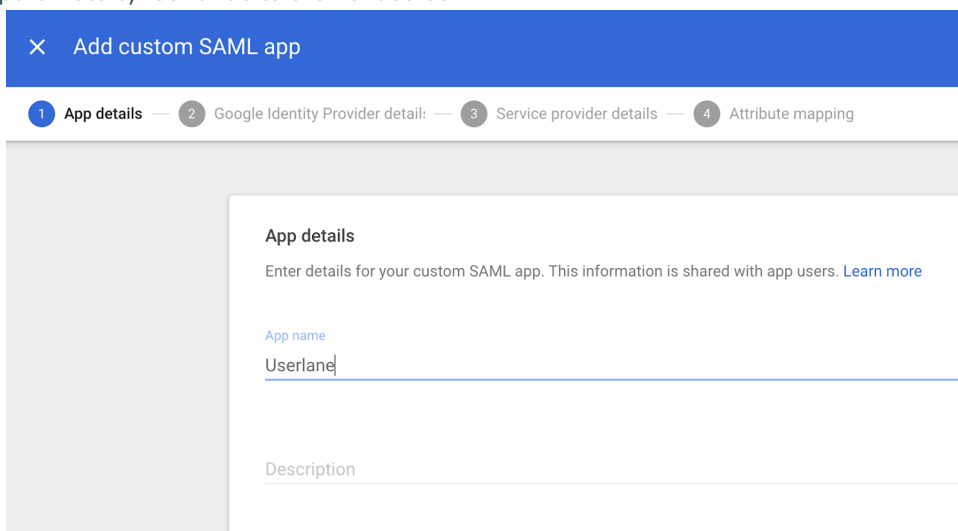 Add custom SAML app
1 App details — 2 Google Identity Provider detail — 3 Service provider details — 4 Attribute mapping
App details
Enter details for your custom SAML app. This information is shared with app users. Learn more
App name
Userlane
Description